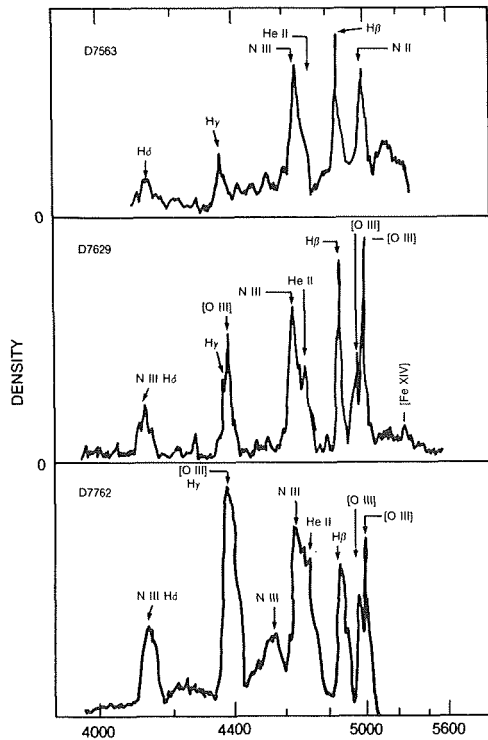 D7563
Hδ
Hγ
N III
He II
Hβ
N II
0
D7629
N III Hδ
Hγ
[O III]
N III
He II
Hβ
[O III]
[O III]
[Fe XIV]
DENSITY
0
D7762
N III Hδ
[O III]
Hγ
N III
N III
He II
Hβ
[O III]
[O III]
4000
4400
5000
5600